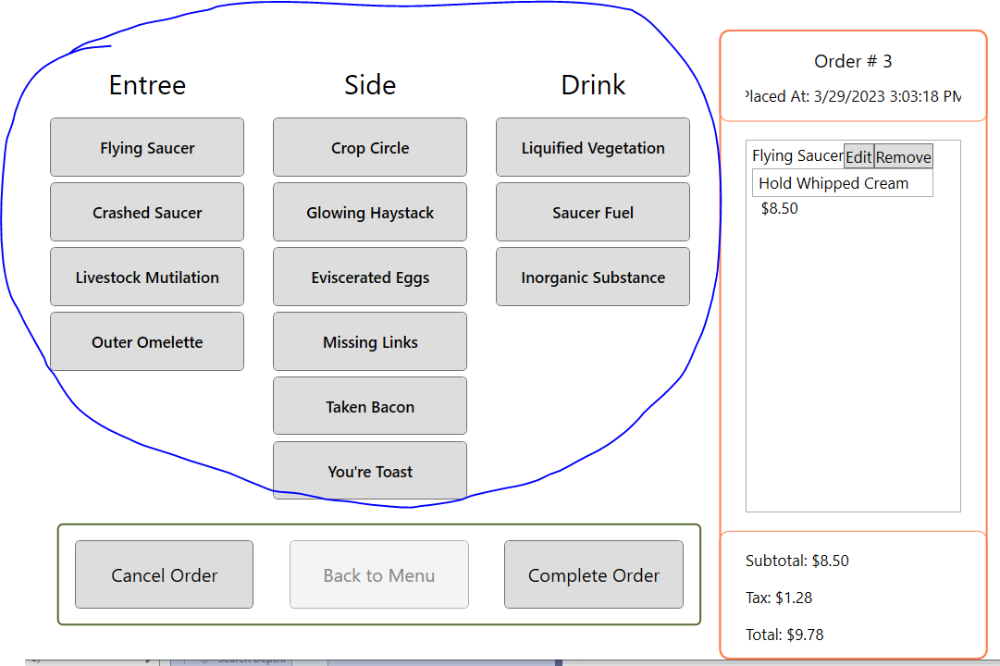 Entree
Side
Drink
Flying Saucer
Crop Circle
Liquified Vegetation
Crashed Saucer
Glowing Haystack
Saucer Fuel
Livestock Mutilation
Eviscerated Eggs
Inorganic Substance
Outer Omelette
Missing Links
Taken Bacon
You're Toast
Cancel Order
Back to Menu
Complete Order
Order # 3
Placed At: 3/29/2023 3:03:18 PM
Flying Saucer Edit Remove
Hold Whipped Cream
$8.50
Subtotal: $8.50
Tax: $1.28
Total: $9.78